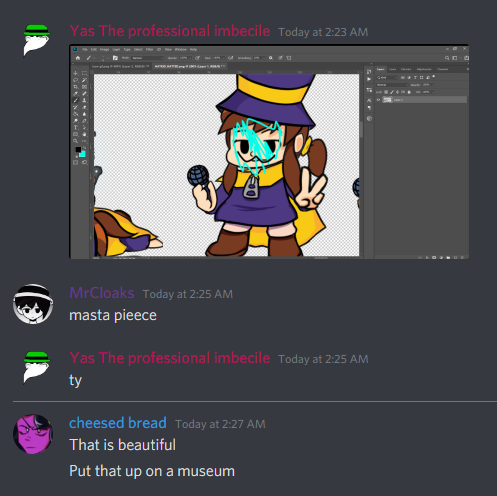 Yas The professional imbecile Today at 2:23 AM
MrCloaks Today at 2:25 AM
masta pieece
Yas The professional imbecile Today at 2:25 AM
ty
cheesed bread Today at 2:27 AM
That is beautiful
Put that up on a museum